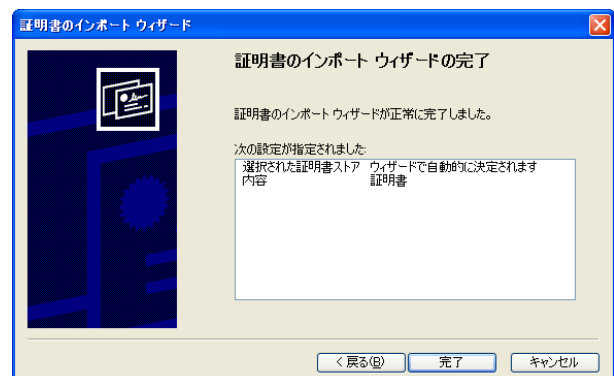 証明書のインポート ウィザード
証明書のインポート ウィザードの完了
証明書のインポート ウィザードが正常に完了しました。
次の設定が指定されました:
選択された証明書ストア ウィザードで自動的に決定されます
内容 証明書
< 戻る(B) 完了 キャンセル